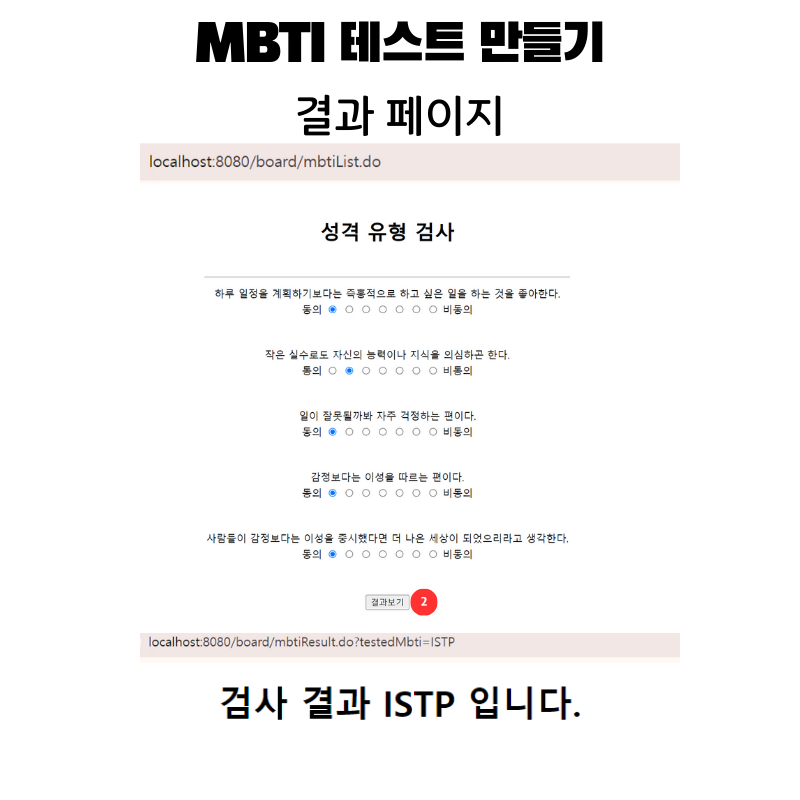 MBTI 테스트 만들기
결과 페이지
localhost:8080/board/mbtiList.do
성격 유형 검사
하루 일정을 계획하기보다는 즉흥적으로 하고 싶은 일을 하는 것을 좋아한다.
동의 비동의
작은 실수로도 자신의 능력이나 지식을 의심하곤 한다.
동의 비동의
일이 잘못될까봐 자주 걱정하는 편이다.
동의 비동의
감정보다는 이성을 따르는 편이다.
동의 비동의
사람들이 감정보다는 이성을 중시했다면 더 나은 세상이 되었으리라고 생각한다.
동의 비동의
결과보기 2
localhost:8080/board/mbtiResult.do?testedMbti=ISTP
검사 결과 ISTP 입니다.